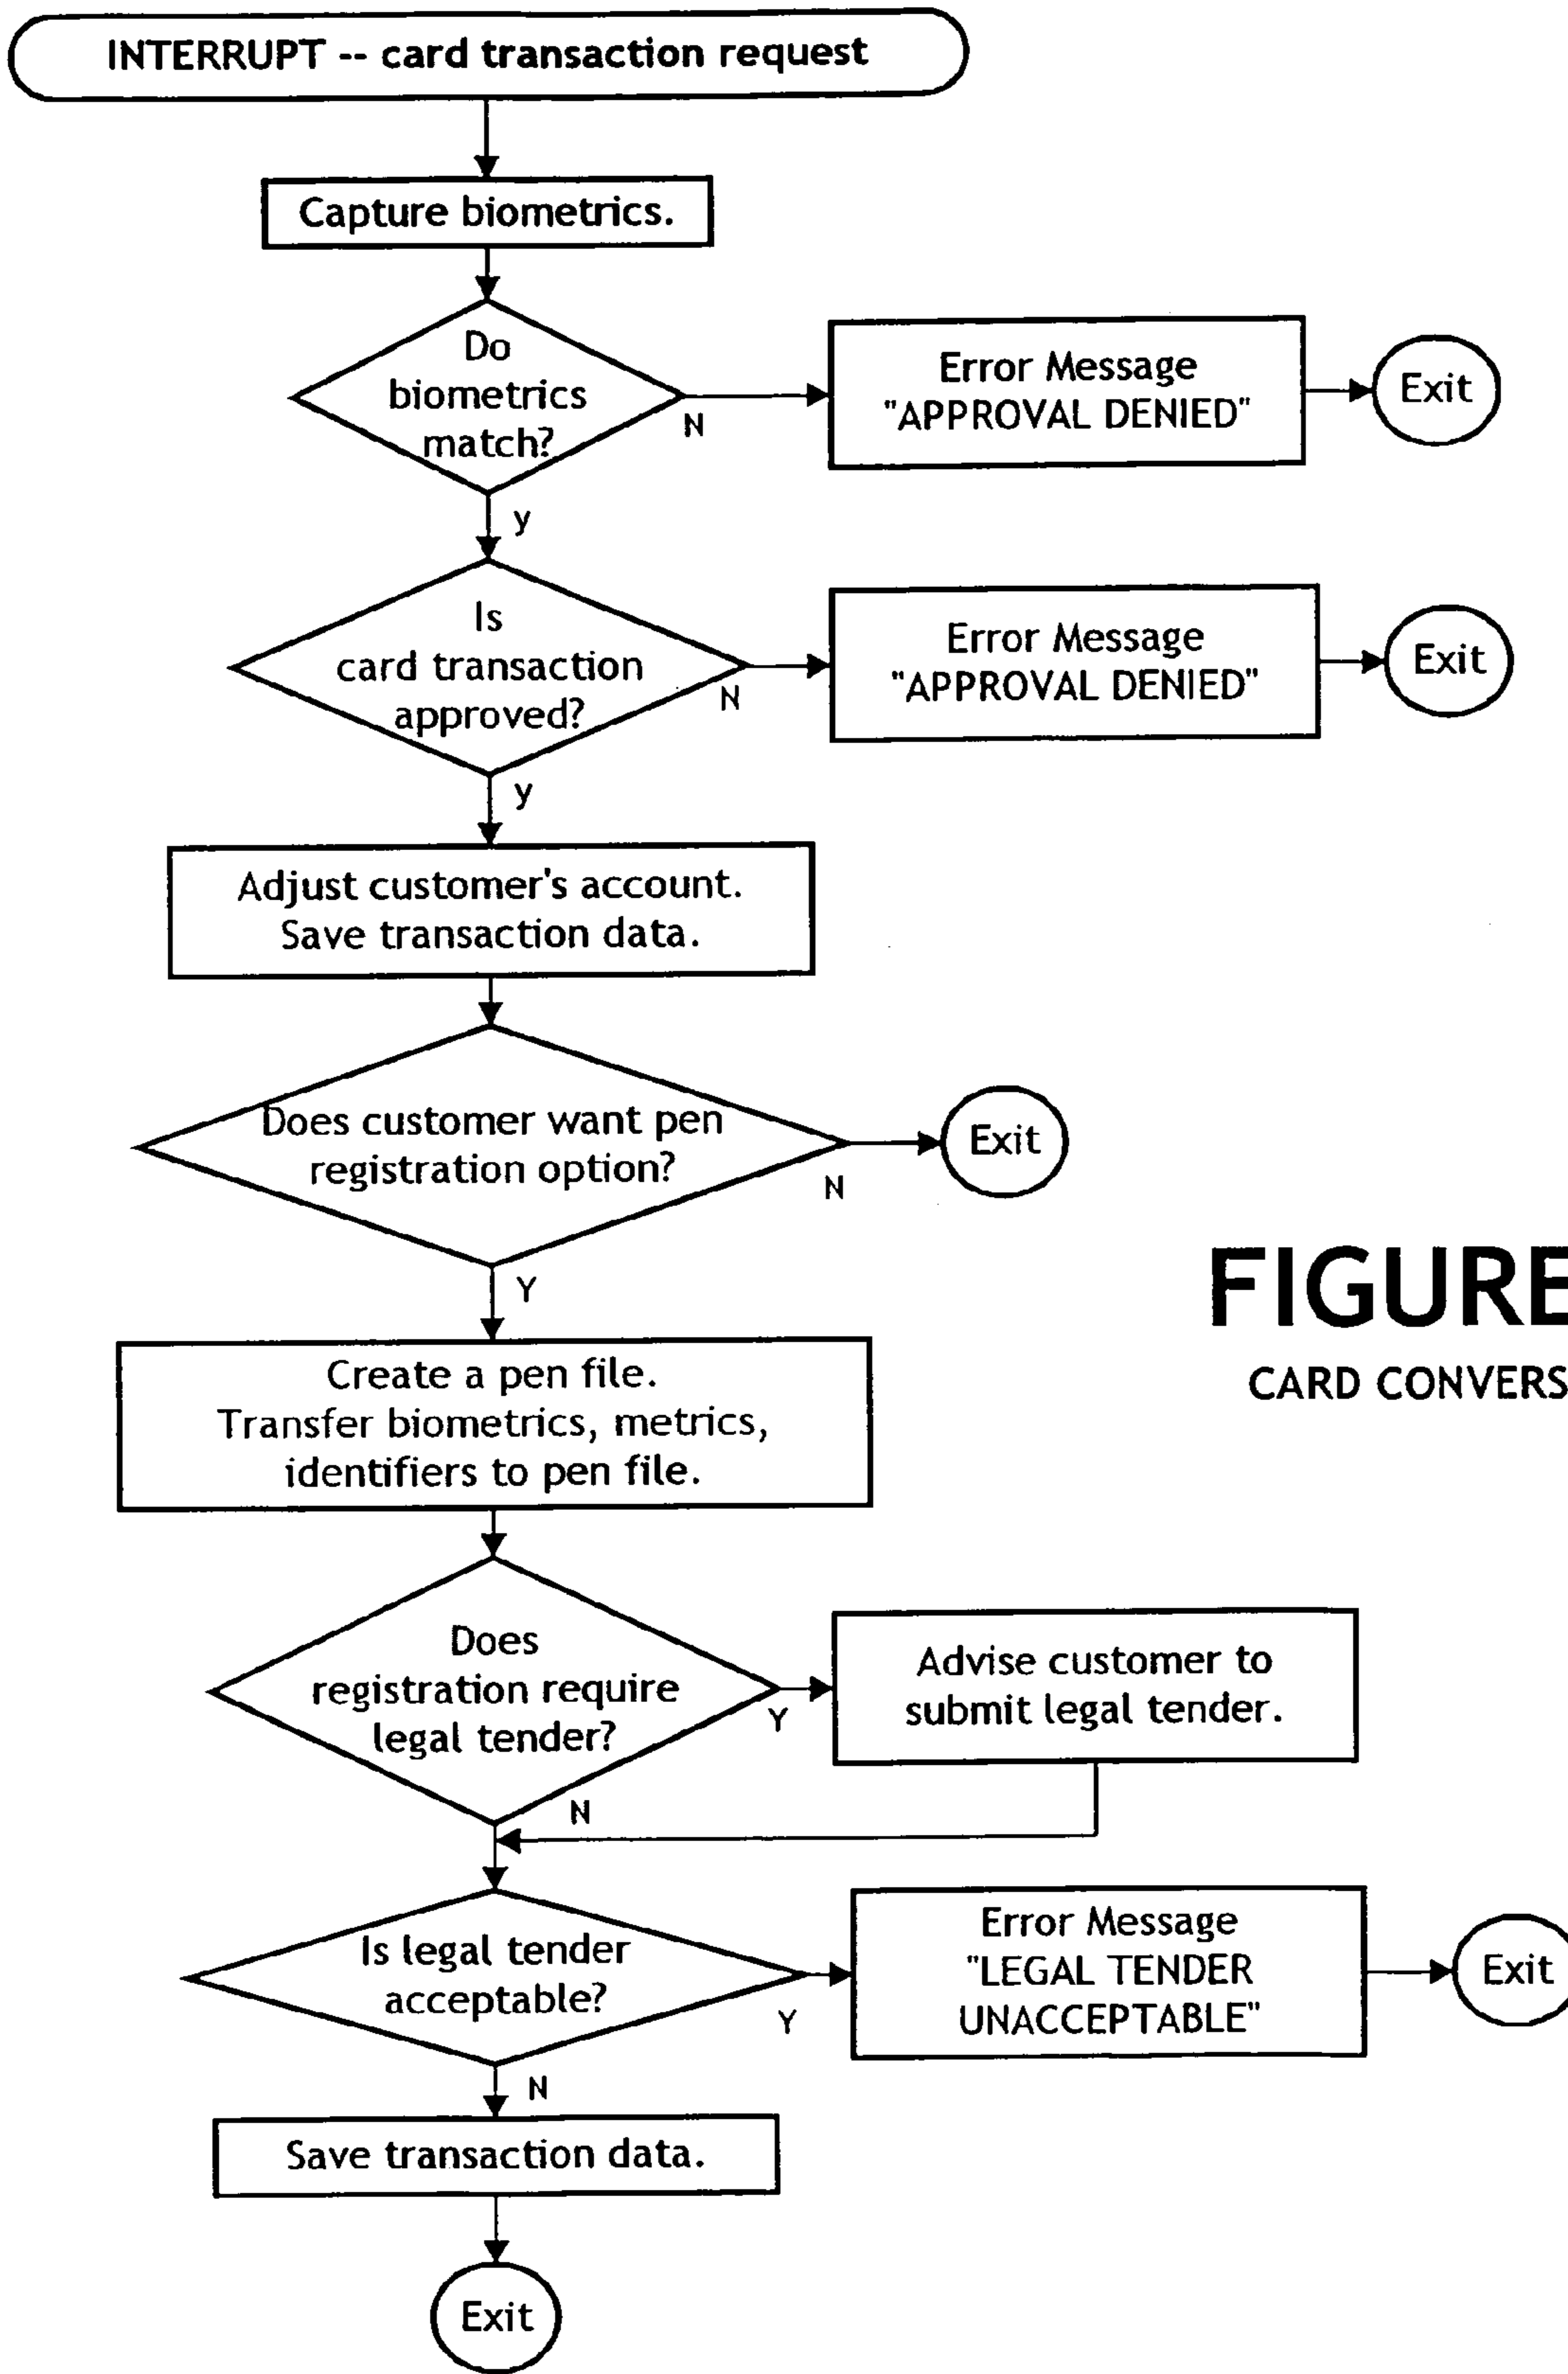 INTERRUPT -- card transaction request
Capture biometrics.
Do
biometrics
match?
N
Error Message
"APPROVAL DENIED"
Exit
y
Is
card transaction
approved?
N
Error Message
"APPROVAL DENIED"
Exit
y
Adjust customer's account.
Save transaction data.
Does customer want pen
registration option?
N
Exit
Y
FIGURE
CARD CONVERS
Create a pen file.
Transfer biometrics, metrics,
identifiers to pen file.
Does
registration require
legal tender?
Y
Advise customer to
submit legal tender.
N
Is legal tender
acceptable?
Y
Error Message
"LEGAL TENDER
UNACCEPTABLE"
Exit
N
Save transaction data.
Exit